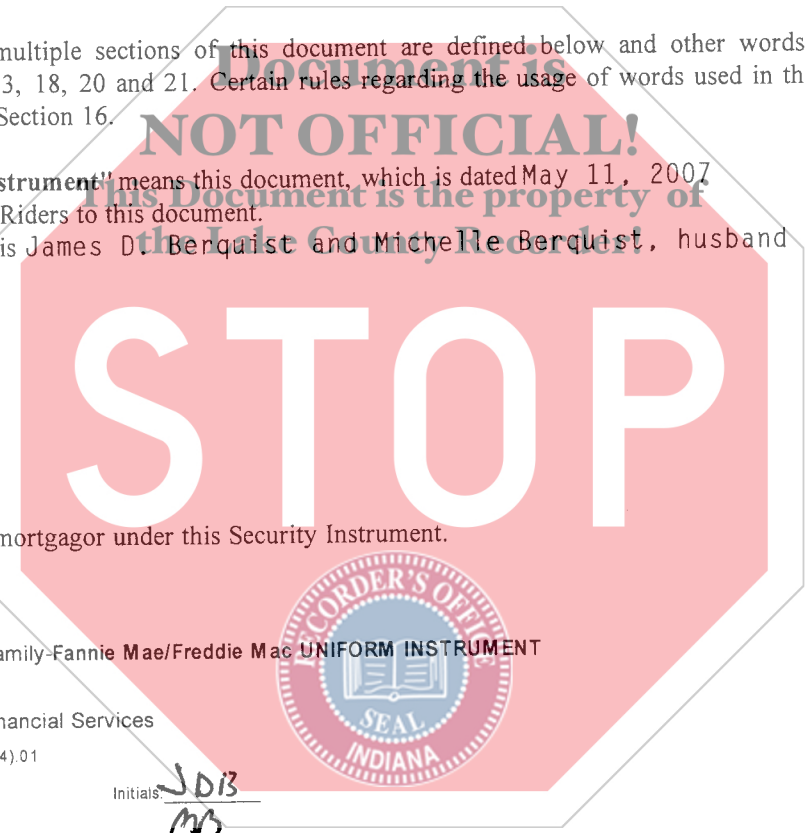 multiple sections of this document are defined below and other words
Document is
3, 18, 20 and 21. Certain rules regarding the usage of words used in th
Section 16.
NOT OFFICIAL!
strument" means this document, which is dated May 11, 2007
This Document is the property of
Riders to this document.
is James D. Berquist and Michelle Berquist, husband
the Lake County Recorder!
STOP
mortgagor under this Security Instrument.
RECORDER'S OFFICE
amily-Fannie Mae/Freddie Mac UNIFORM INSTRUMENT
SEAL
INDIANA
nancial Services
4).01
Initials: JDB
MB